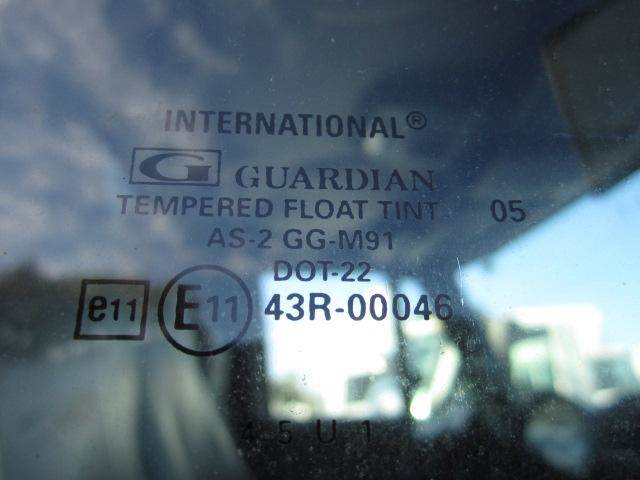 INTERNATIONAL®
G GUARDIAN
TEMPERED FLOAT TINT 05
AS-2 GG-M91
DOT-22
e11 E11 43R-00046
4 5 U 1